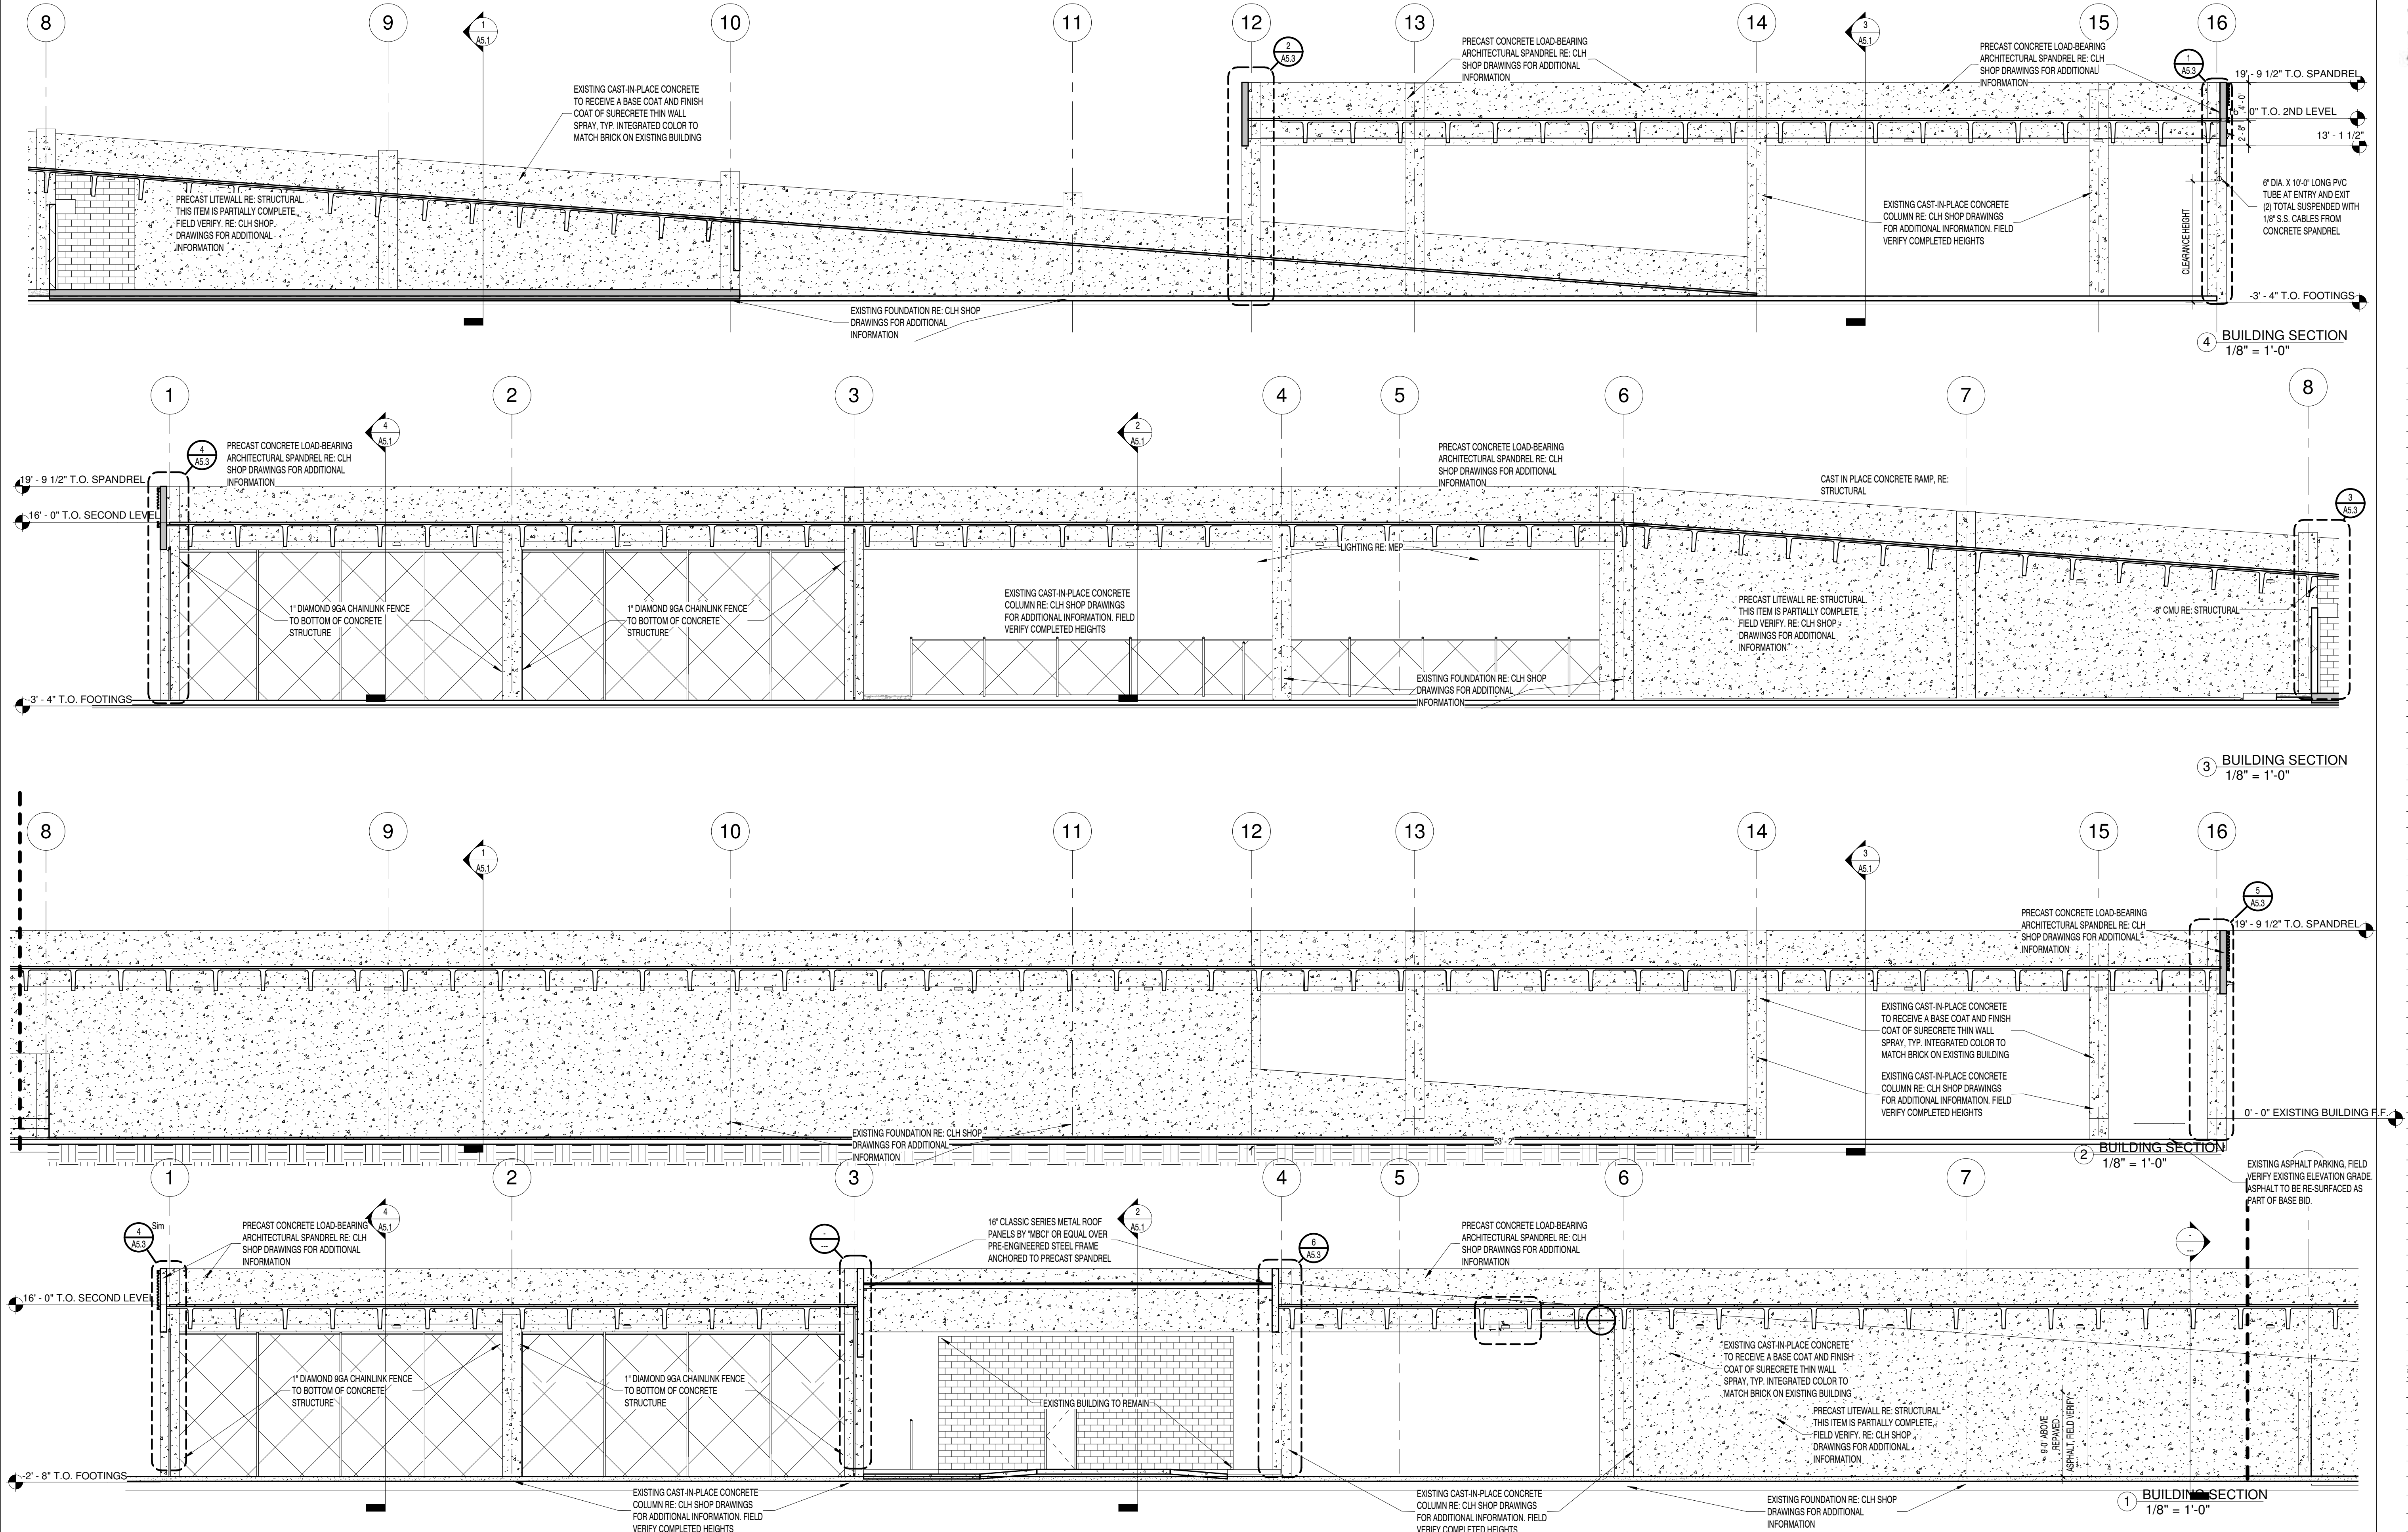 8
9
10
11
12
13
14
15
16
1
A5.1
3
A5.1
2
A5.3
1
A5.3
EXISTING CAST-IN-PLACE CONCRETE
TO RECEIVE A BASE COAT AND FINISH
COAT OF SURECRETE THIN WALL
SPRAY, TYP. INTEGRATED COLOR TO
MATCH BRICK ON EXISTING BUILDING
PRECAST CONCRETE LOAD-BEARING
ARCHITECTURAL SPANDREL RE: CLH
SHOP DRAWINGS FOR ADDITIONAL
INFORMATION
PRECAST CONCRETE LOAD-BEARING
ARCHITECTURAL SPANDREL RE: CLH
SHOP DRAWINGS FOR ADDITIONAL
INFORMATION
19' - 9 1/2" T.O. SPANDREL
4' - 0"
- 0" T.O. 2ND LEVEL
2' - 8"
13' - 1 1/2"
PRECAST LITEWALL RE: STRUCTURAL.
THIS ITEM IS PARTIALLY COMPLETE,
FIELD VERIFY. RE: CLH SHOP
DRAWINGS FOR ADDITIONAL
INFORMATION
EXISTING CAST-IN-PLACE CONCRETE
COLUMN RE: CLH SHOP DRAWINGS
FOR ADDITIONAL INFORMATION. FIELD
VERIFY COMPLETED HEIGHTS
CLEARANCE HEIGHT
6" DIA. X 10'-0" LONG PVC
TUBE AT ENTRY AND EXIT
(2) TOTAL SUSPENDED WITH
1/8" S.S. CABLES FROM
CONCRETE SPANDREL
EXISTING FOUNDATION RE: CLH SHOP
DRAWINGS FOR ADDITIONAL
INFORMATION
-3' - 4" T.O. FOOTINGS
4 BUILDING SECTION
1/8" = 1'-0"
1
2
3
4
5
6
7
8
4
A5.3
4
A5.1
2
A5.1
3
A5.3
PRECAST CONCRETE LOAD-BEARING
ARCHITECTURAL SPANDREL RE: CLH
SHOP DRAWINGS FOR ADDITIONAL
INFORMATION
PRECAST CONCRETE LOAD-BEARING
ARCHITECTURAL SPANDREL RE: CLH
SHOP DRAWINGS FOR ADDITIONAL
INFORMATION
CAST IN PLACE CONCRETE RAMP, RE:
STRUCTURAL
19' - 9 1/2" T.O. SPANDREL
16' - 0" T.O. SECOND LEVEL
LIGHTING RE: MEP
1" DIAMOND 9GA CHAINLINK FENCE
TO BOTTOM OF CONCRETE
STRUCTURE
1" DIAMOND 9GA CHAINLINK FENCE
TO BOTTOM OF CONCRETE
STRUCTURE
EXISTING CAST-IN-PLACE CONCRETE
COLUMN RE: CLH SHOP DRAWINGS
FOR ADDITIONAL INFORMATION. FIELD
VERIFY COMPLETED HEIGHTS
PRECAST LITEWALL RE: STRUCTURAL.
THIS ITEM IS PARTIALLY COMPLETE,
FIELD VERIFY. RE: CLH SHOP
DRAWINGS FOR ADDITIONAL
INFORMATION
8" CMU RE: STRUCTURAL
EXISTING FOUNDATION RE: CLH SHOP
DRAWINGS FOR ADDITIONAL
INFORMATION
-3' - 4" T.O. FOOTINGS
3 BUILDING SECTION
1/8" = 1'-0"
8
9
10
11
12
13
14
15
16
1
A5.1
3
A5.1
5
A5.3
PRECAST CONCRETE LOAD-BEARING
ARCHITECTURAL SPANDREL RE: CLH
SHOP DRAWINGS FOR ADDITIONAL
INFORMATION
19' - 9 1/2" T.O. SPANDREL
EXISTING CAST-IN-PLACE CONCRETE
TO RECEIVE A BASE COAT AND FINISH
COAT OF SURECRETE THIN WALL
SPRAY, TYP. INTEGRATED COLOR TO
MATCH BRICK ON EXISTING BUILDING
EXISTING CAST-IN-PLACE CONCRETE
COLUMN RE: CLH SHOP DRAWINGS
FOR ADDITIONAL INFORMATION. FIELD
VERIFY COMPLETED HEIGHTS
0' - 0" EXISTING BUILDING F.F.
EXISTING FOUNDATION RE: CLH SHOP
DRAWINGS FOR ADDITIONAL
INFORMATION
53' - 2"
2 BUILDING SECTION
1/8" = 1'-0"
EXISTING ASPHALT PARKING, FIELD
VERIFY EXISTING ELEVATION GRADE.
ASPHALT TO BE RE-SURFACED AS
PART OF BASE BID.
1
2
3
4
5
6
7
4
A5.3
Sim
4
A5.1
2
A5.1
6
A5.3
PRECAST CONCRETE LOAD-BEARING
ARCHITECTURAL SPANDREL RE: CLH
SHOP DRAWINGS FOR ADDITIONAL
INFORMATION
16" CLASSIC SERIES METAL ROOF
PANELS BY "MBCI" OR EQUAL OVER
PRE-ENGINEERED STEEL FRAME
ANCHORED TO PRECAST SPANDREL
PRECAST CONCRETE LOAD-BEARING
ARCHITECTURAL SPANDREL RE: CLH
SHOP DRAWINGS FOR ADDITIONAL
INFORMATION
16' - 0" T.O. SECOND LEVEL
1" DIAMOND 9GA CHAINLINK FENCE
TO BOTTOM OF CONCRETE
STRUCTURE
1" DIAMOND 9GA CHAINLINK FENCE
TO BOTTOM OF CONCRETE
STRUCTURE
EXISTING BUILDING TO REMAIN
EXISTING CAST-IN-PLACE CONCRETE
TO RECEIVE A BASE COAT AND FINISH
COAT OF SURECRETE THIN WALL
SPRAY, TYP. INTEGRATED COLOR TO
MATCH BRICK ON EXISTING BUILDING
PRECAST LITEWALL RE: STRUCTURAL.
THIS ITEM IS PARTIALLY COMPLETE,
FIELD VERIFY. RE: CLH SHOP
DRAWINGS FOR ADDITIONAL
INFORMATION
9'-0" ABOVE
REPAVED
ASPHALT, FIELD VERIFY
-2' - 8" T.O. FOOTINGS
EXISTING CAST-IN-PLACE CONCRETE
COLUMN RE: CLH SHOP DRAWINGS
FOR ADDITIONAL INFORMATION. FIELD
VERIFY COMPLETED HEIGHTS
EXISTING CAST-IN-PLACE CONCRETE
COLUMN RE: CLH SHOP DRAWINGS
FOR ADDITIONAL INFORMATION. FIELD
VERIFY COMPLETED HEIGHTS
EXISTING FOUNDATION RE: CLH SHOP
DRAWINGS FOR ADDITIONAL
INFORMATION
1 BUILDING SECTION
1/8" = 1'-0"